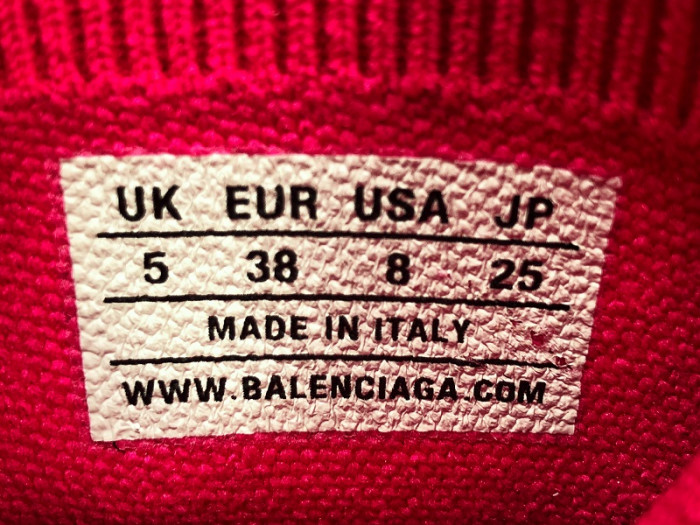 UK EUR USA JP
5 38 8 25
MADE IN ITALY
WWW.BALENCIAGA.COM